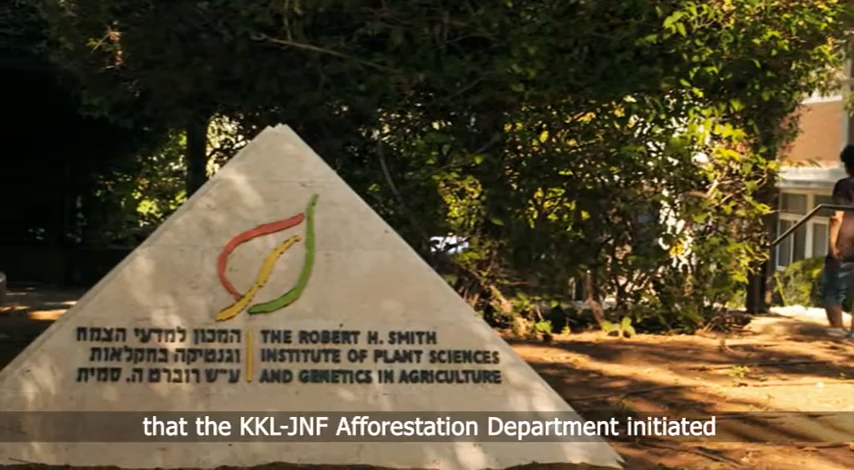 המכון למדעי הצמח
וגנטיקה בחקלאות
ע״ש רוברט ה. סמית
THE ROBERT H. SMITH
INSTITUTE OF PLANT SCIENCES
AND GENETICS IN AGRICULTURE
that the KKL-JNF Afforestation Department initiated